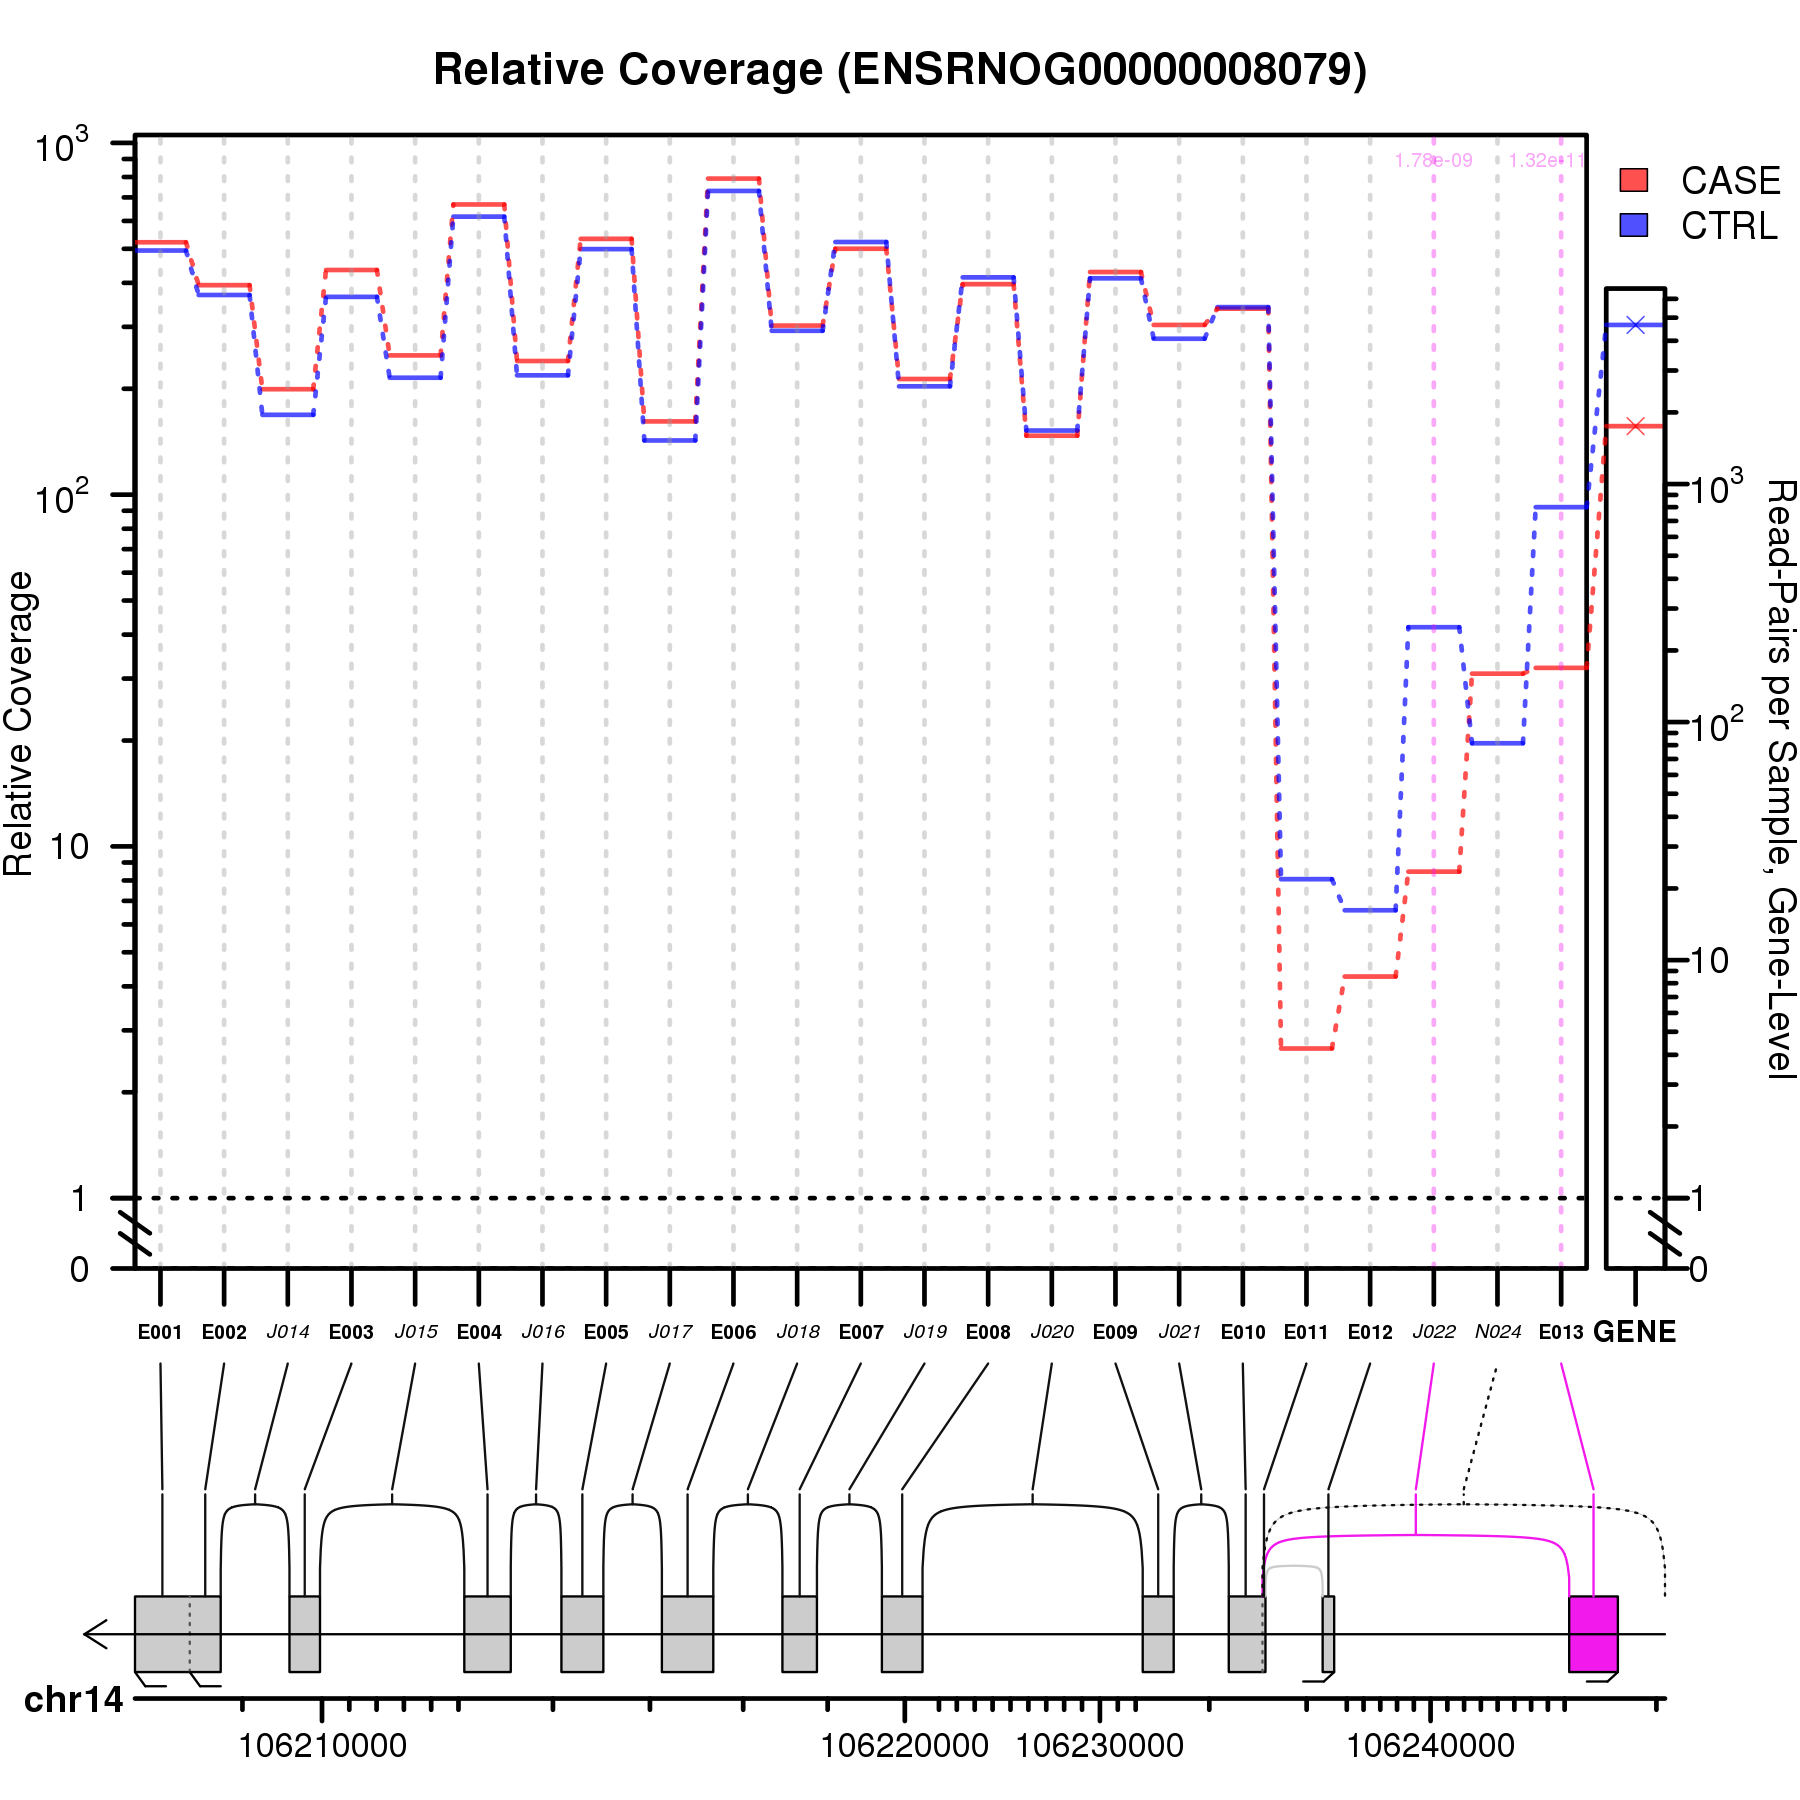 Relative Coverage (ENSRNOG00000008079)
10³
10²
10
1
0
Relative Coverage
1.78e-09 1.32e-11
CASE
CTRL
10³
10²
10
1
0
Read-Pairs per Sample, Gene-Level
E001 E002 J014 E003 J015 E004 J016 E005 J017 E006 J018 E007 J019 E008 J020 E009 J021 E010 E011 E012 J022 N024 E013 GENE
chr14
106210000 106220000 106230000 106240000